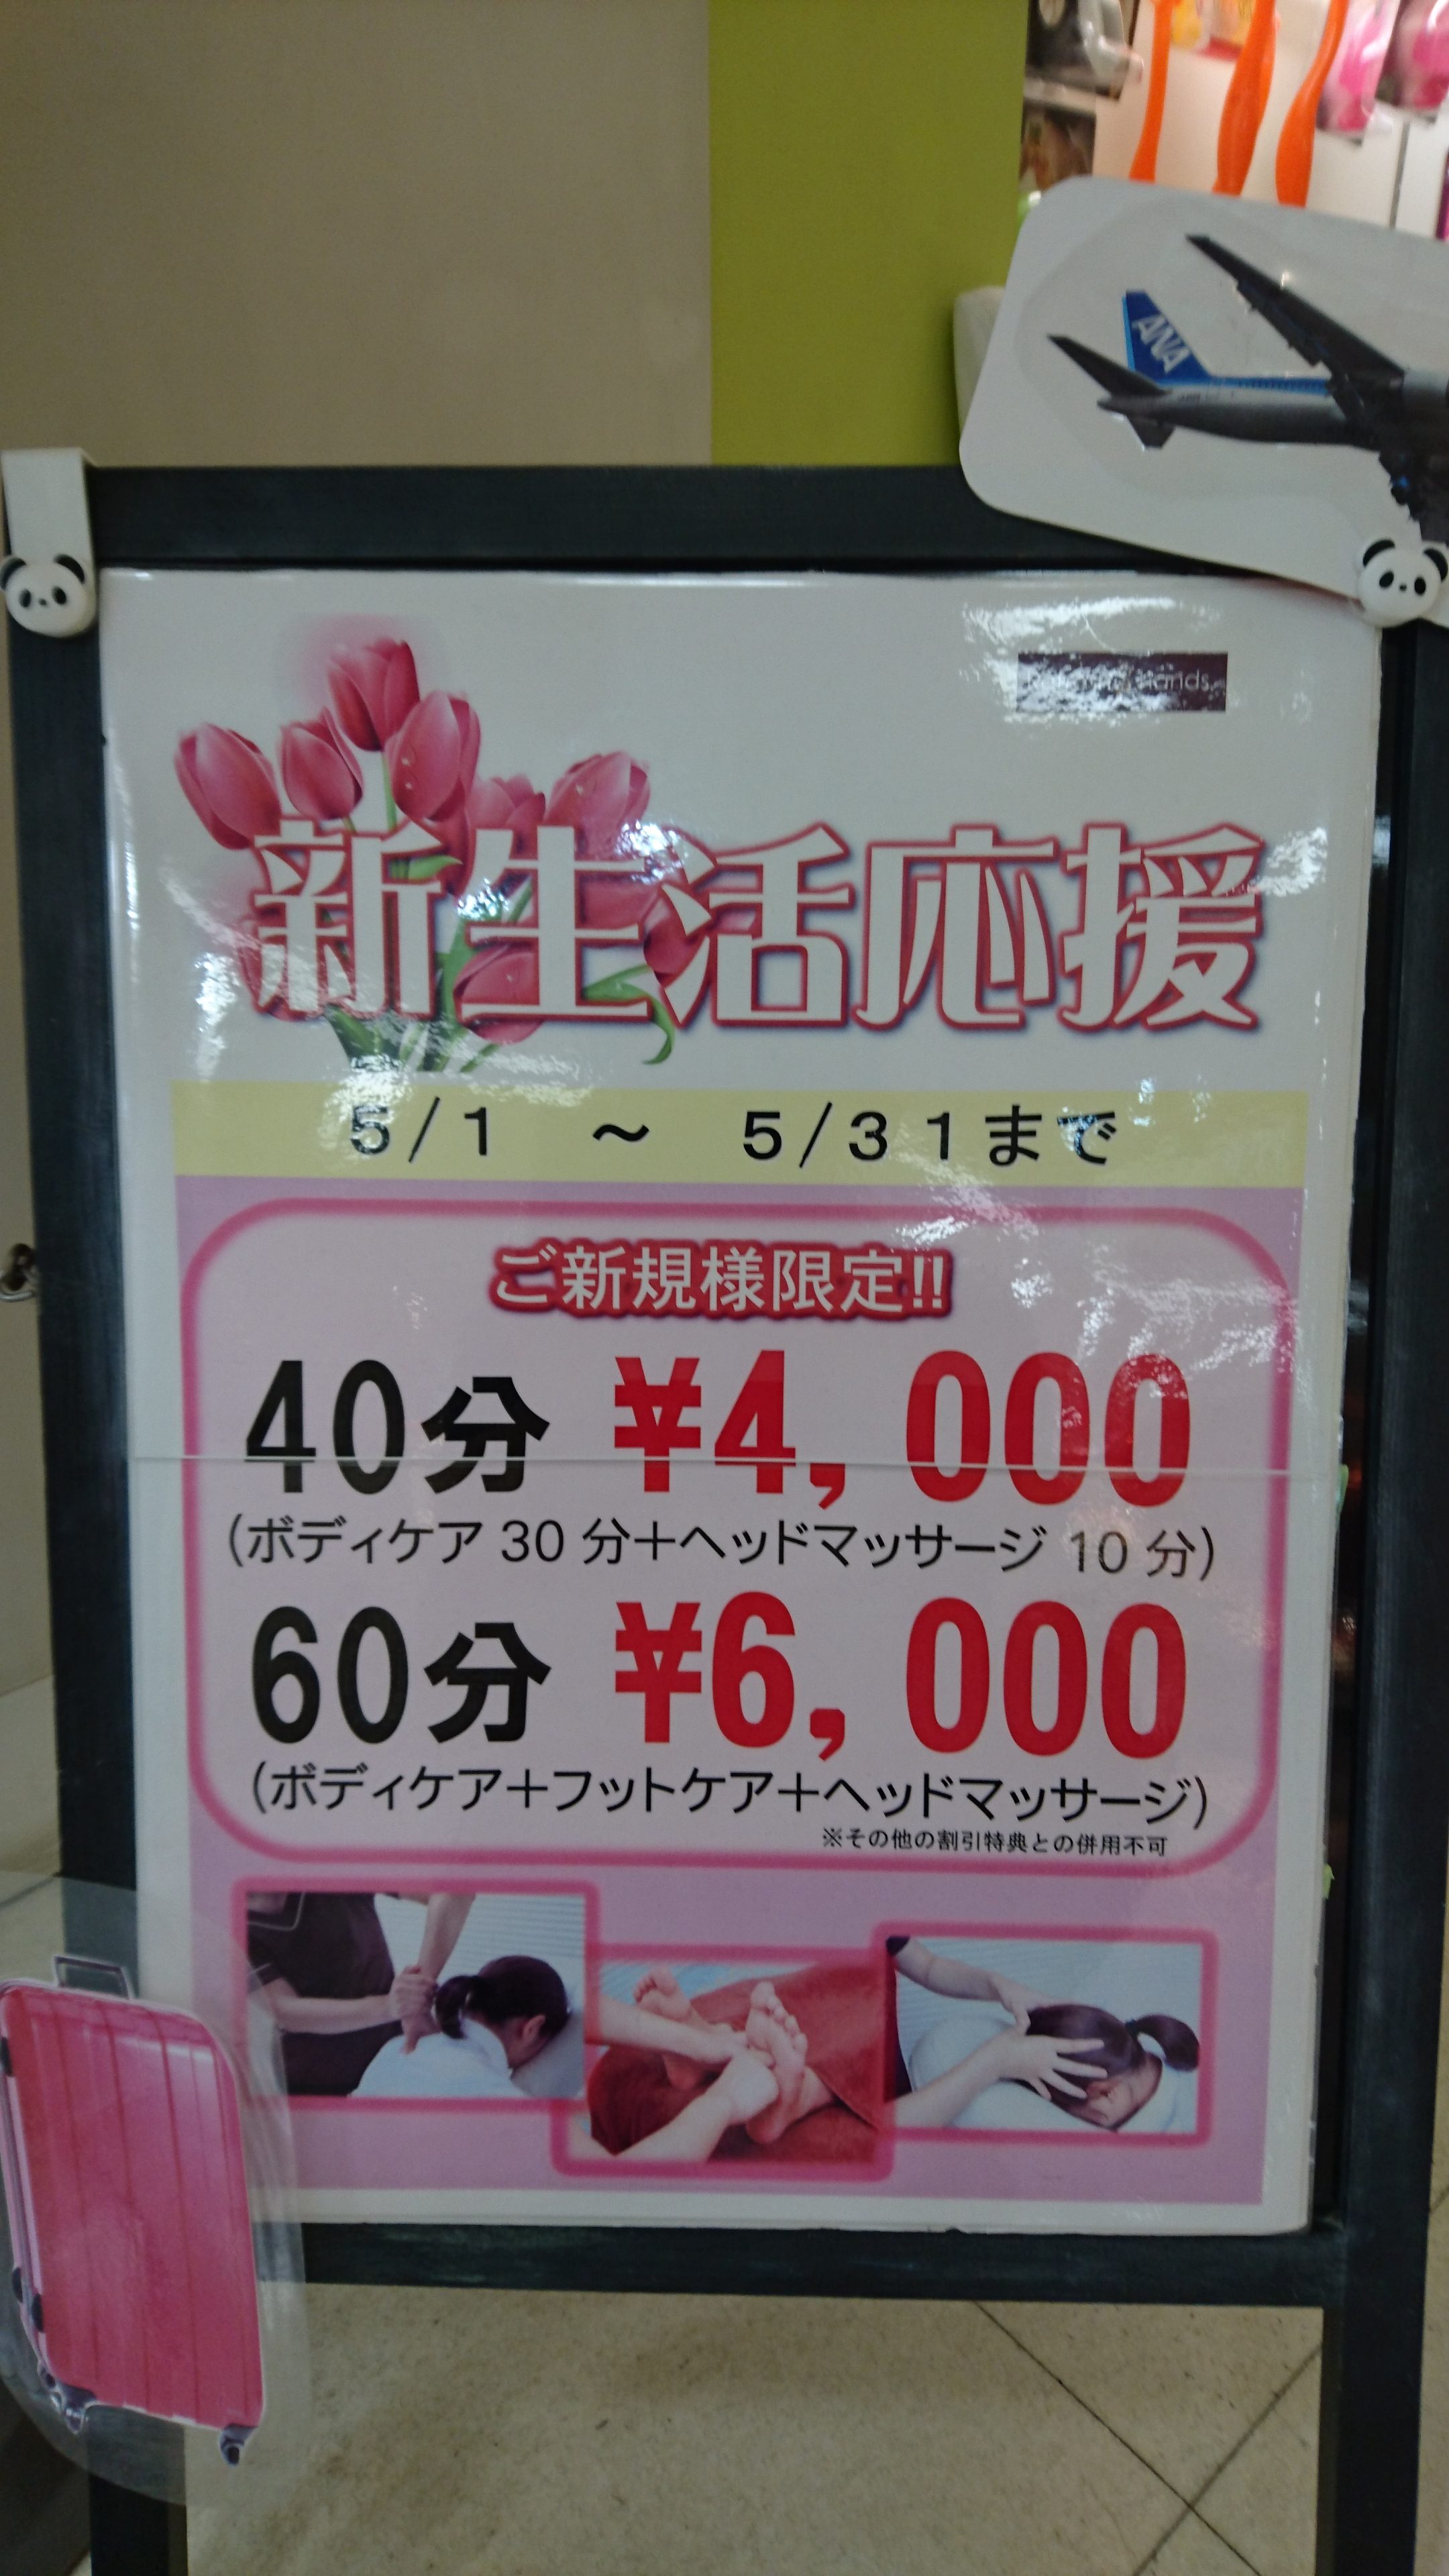 ANA
Hands
新生活応援
5/1 ～ 5/31まで
ご新規様限定!!
40分 ¥4,000
(ボディケア 30 分＋ヘッドマッサージ 10 分)
60分 ¥6,000
(ボディケア＋フットケア＋ヘッドマッサージ)
※その他の割引特典との併用不可